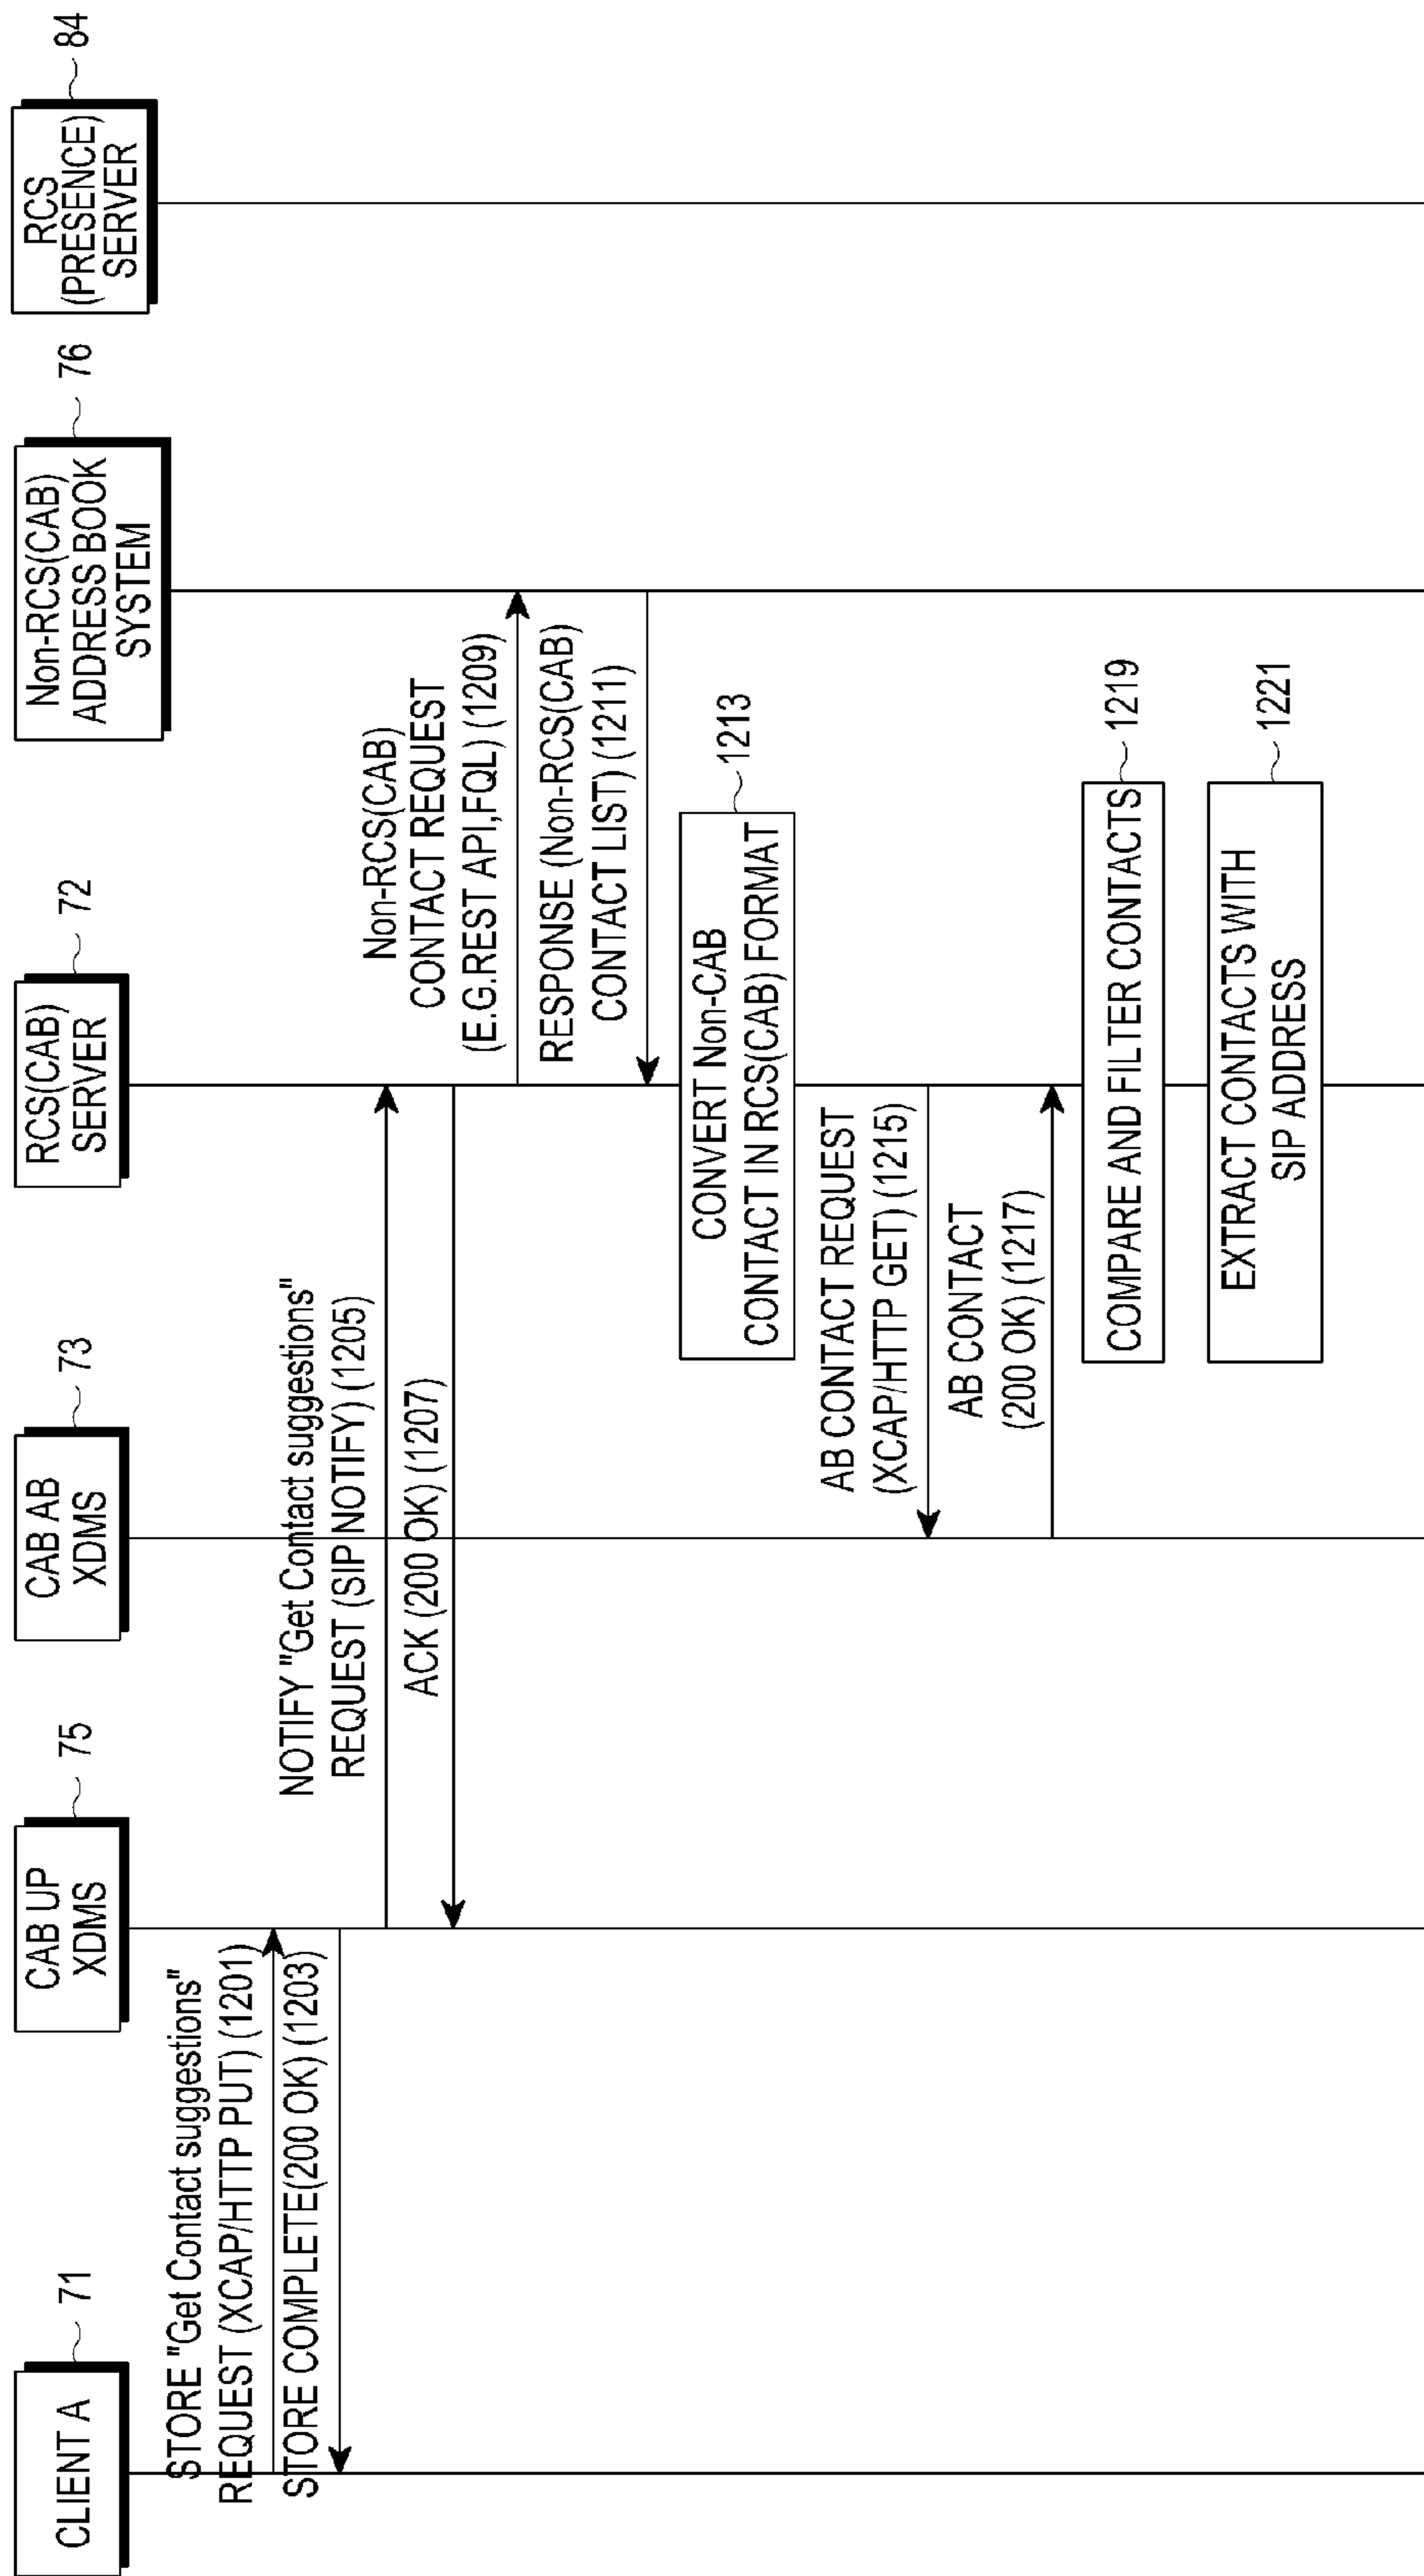 CLIENT A
71
CAB UP
XDMS
75
CAB AB
XDMS
73
RCS(CAB)
SERVER
72
Non-RCS(CAB)
ADDRESS BOOK
SYSTEM
76
RCS
(PRESENCE)
SERVER
84
STORE "Get Contact suggestions"
REQUEST (XCAP/HTTP PUT) (1201)
STORE COMPLETE(200 OK) (1203)
NOTIFY "Get Contact suggestions"
REQUEST (SIP NOTIFY) (1205)
ACK (200 OK) (1207)
Non-RCS(CAB)
CONTACT REQUEST
(E.G.REST API,FQL) (1209)
RESPONSE (Non-RCS(CAB)
CONTACT LIST) (1211)
CONVERT Non-CAB
CONTACT IN RCS(CAB) FORMAT
1213
AB CONTACT REQUEST
(XCAP/HTTP GET) (1215)
AB CONTACT
(200 OK) (1217)
COMPARE AND FILTER CONTACTS
1219
EXTRACT CONTACTS WITH
SIP ADDRESS
1221